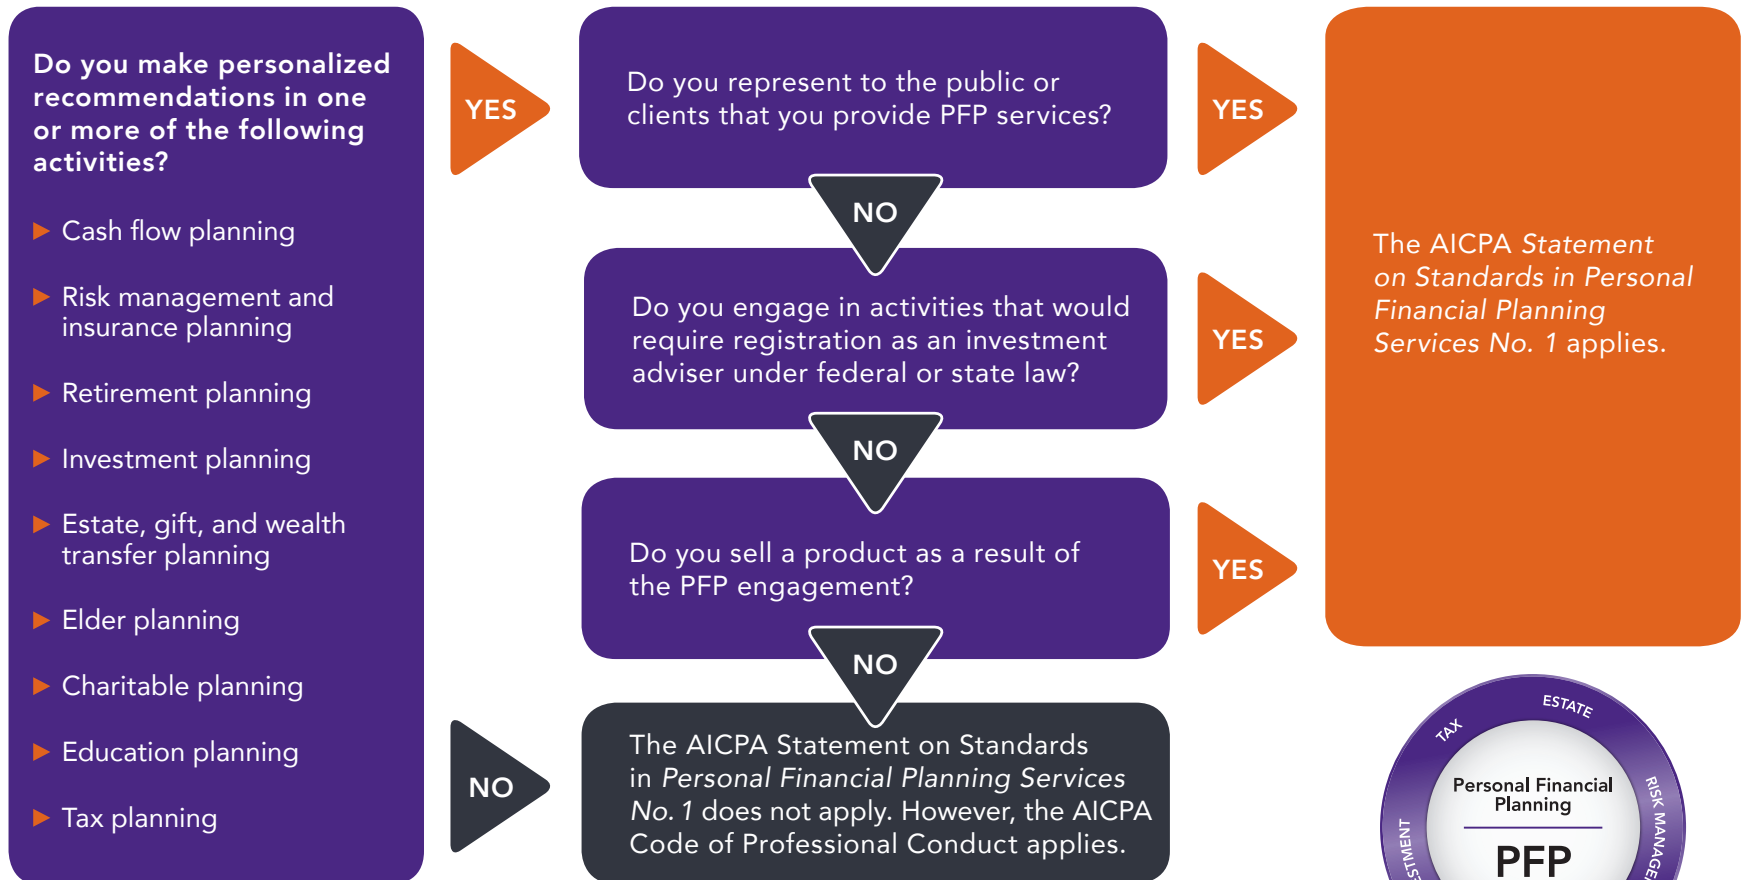 Do you make personalized
recommendations in one
or more of the following
activities?
Cash flow planning
Risk management and
insurance planning
Retirement planning
Investment planning
Estate, gift, and wealth
transfer planning
Elder planning
Charitable planning
Education planning
Tax planning
YES
NO
Do you represent to the public or
clients that you provide PFP services?
YES
NO
Do you engage in activities that would
require registration as an investment
adviser under federal or state law?
YES
NO
Do you sell a product as a result of
the PFP engagement?
YES
NO
The AICPA Statement on Standards
in Personal Financial Planning Services
No. 1 does not apply. However, the AICPA
Code of Professional Conduct applies.
The AICPA Statement
on Standards in Personal
Financial Planning
Services No. 1 applies.
TAX
ESTATE
RISK
Personal Financial
Planning
PFP